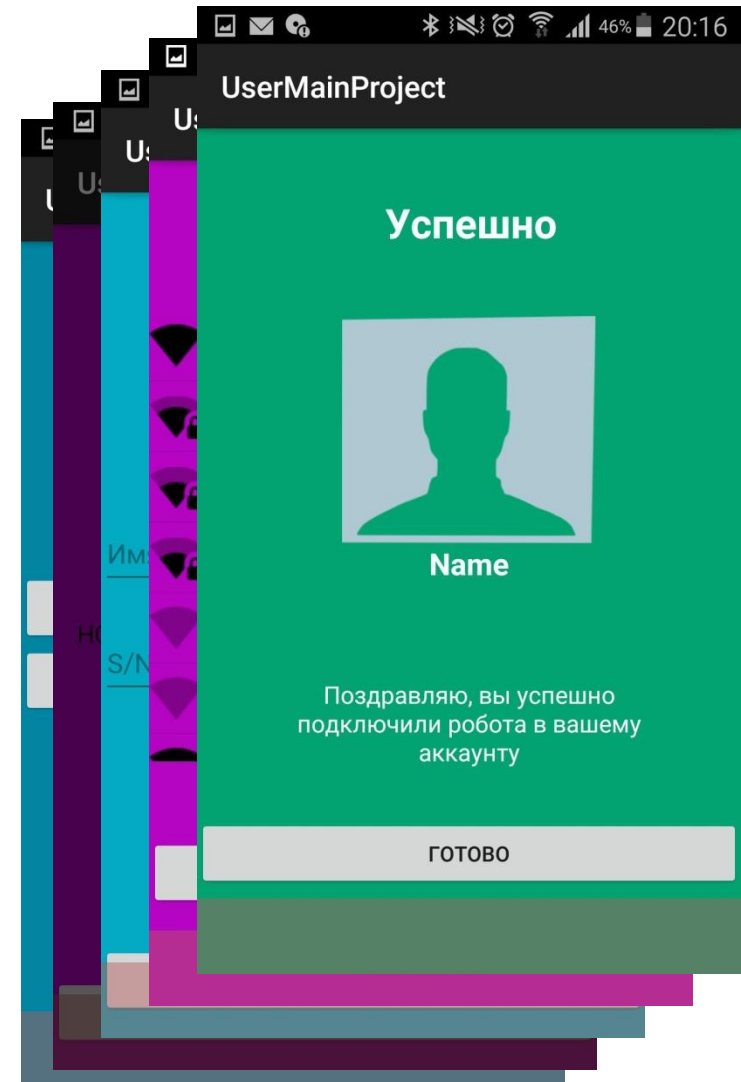 46% 20:16
UserMainProject
Успешно
Name
Поздравляю, вы успешно
подключили робота в вашему
аккаунту
ГОТОВО
S/N